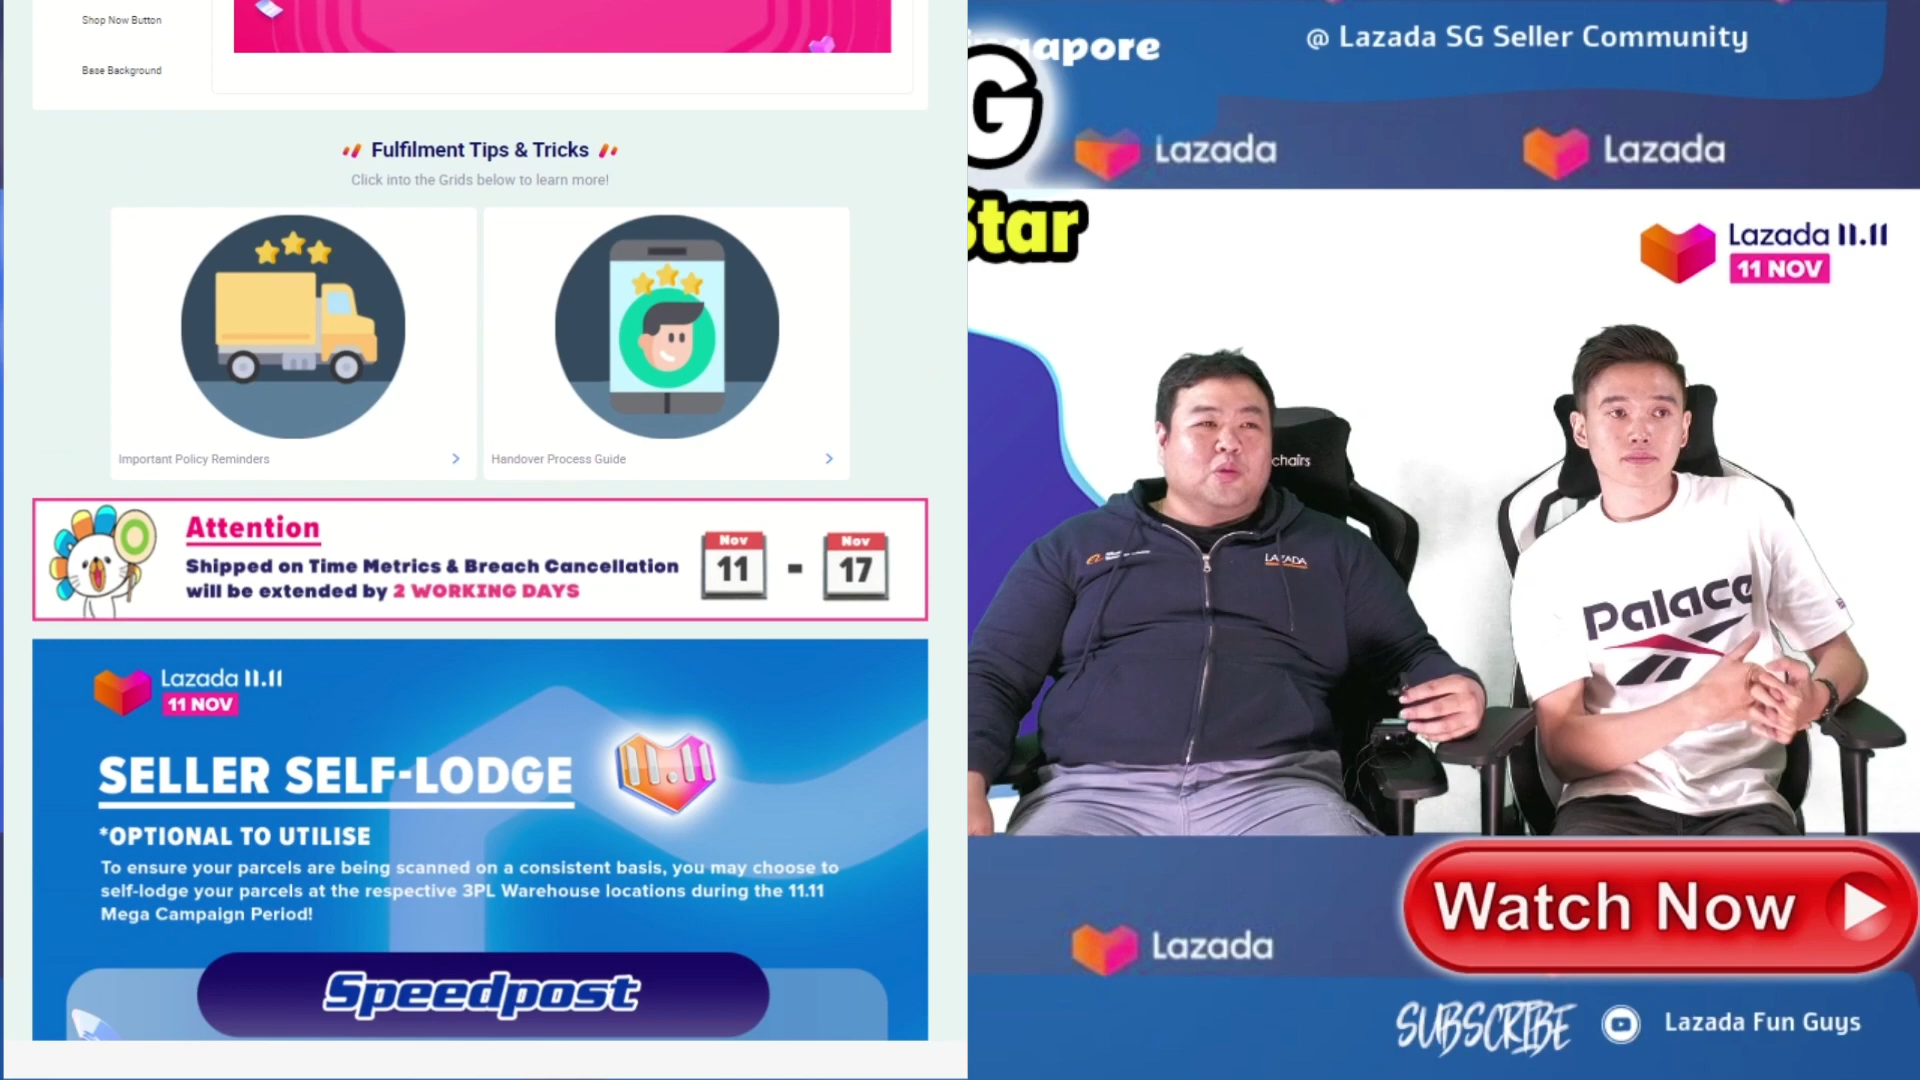 Shop Now Button
Base Background
Fulfilment Tips & Tricks
Click into the Grids below to learn more!
Important Policy Reminders
Handover Process Guide
Attention
Shipped on Time Metrics & Breach Cancellation
will be extended by 2 WORKING DAYS
Nov
11
-
Nov
17
Lazada 11.11
11 NOV
SELLER SELF-LODGE
11.11
*OPTIONAL TO UTILISE
To ensure your parcels are being scanned on a consistent basis, you may choose to
self-lodge your parcels at the respective 3PL Warehouse locations during the 11.11
Mega Campaign Period!
Speedpost
ngapore
@ Lazada SG Seller Community
G
Lazada
Lazada
Star
Lazada 11.11
11 NOV
chairs
LAZADA
Palace
Watch Now
Lazada
SUBSCRIBE
Lazada Fun Guys